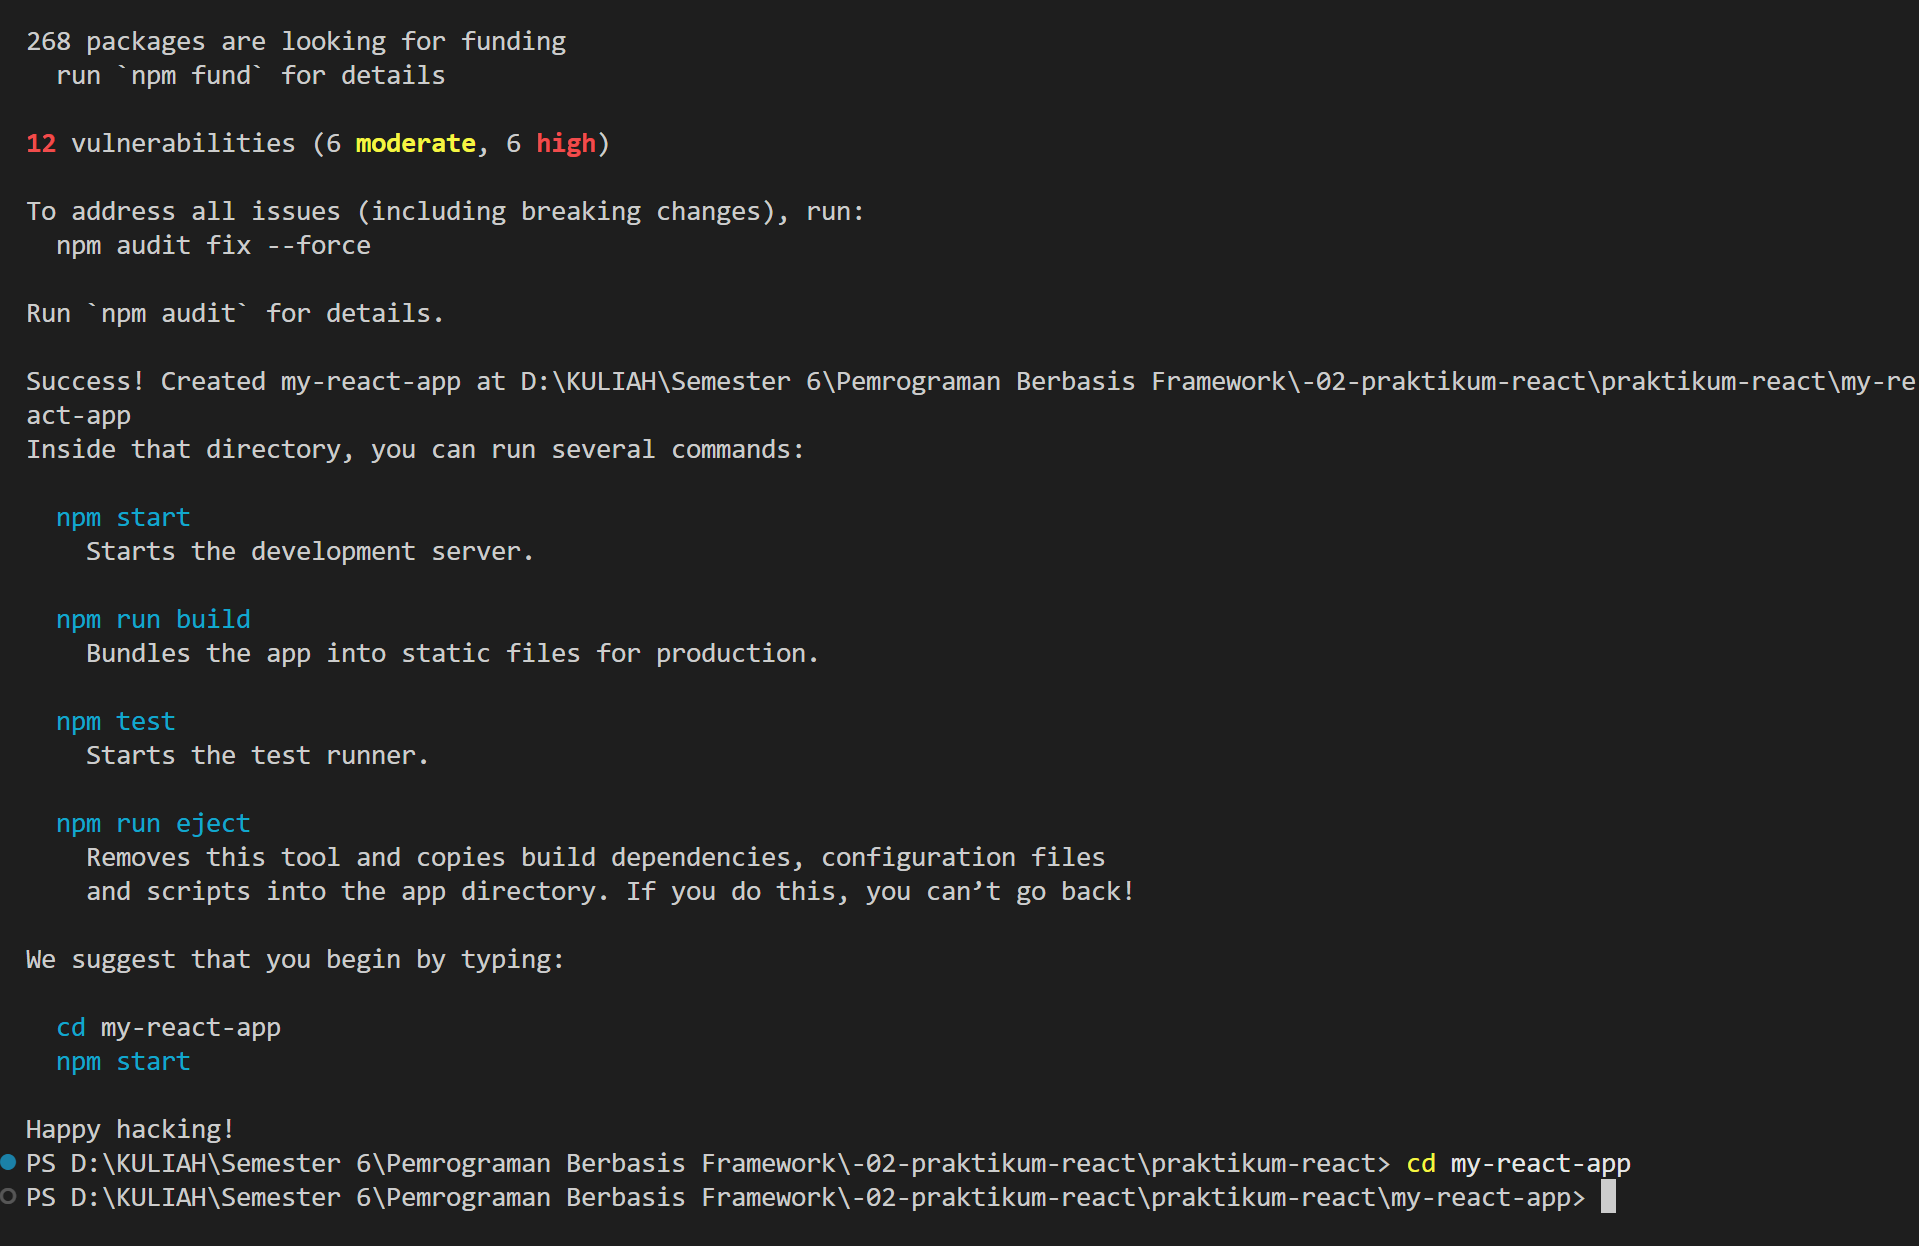 268 packages are looking for funding
  run `npm fund` for details
12 vulnerabilities (6 moderate, 6 high)
To address all issues (including breaking changes), run:
  npm audit fix --force
Run `npm audit` for details.
Success! Created my-react-app at D:\KULIAH\Semester 6\Pemrograman Berbasis Framework\-02-praktikum-react\praktikum-react\my-re
act-app
Inside that directory, you can run several commands:
  npm start
    Starts the development server.
  npm run build
    Bundles the app into static files for production.
  npm test
    Starts the test runner.
  npm run eject
    Removes this tool and copies build dependencies, configuration files
    and scripts into the app directory. If you do this, you can’t go back!
We suggest that you begin by typing:
  cd my-react-app
  npm start
Happy hacking!
PS D:\KULIAH\Semester 6\Pemrograman Berbasis Framework\-02-praktikum-react\praktikum-react> cd my-react-app
PS D:\KULIAH\Semester 6\Pemrograman Berbasis Framework\-02-praktikum-react\praktikum-react\my-react-app>